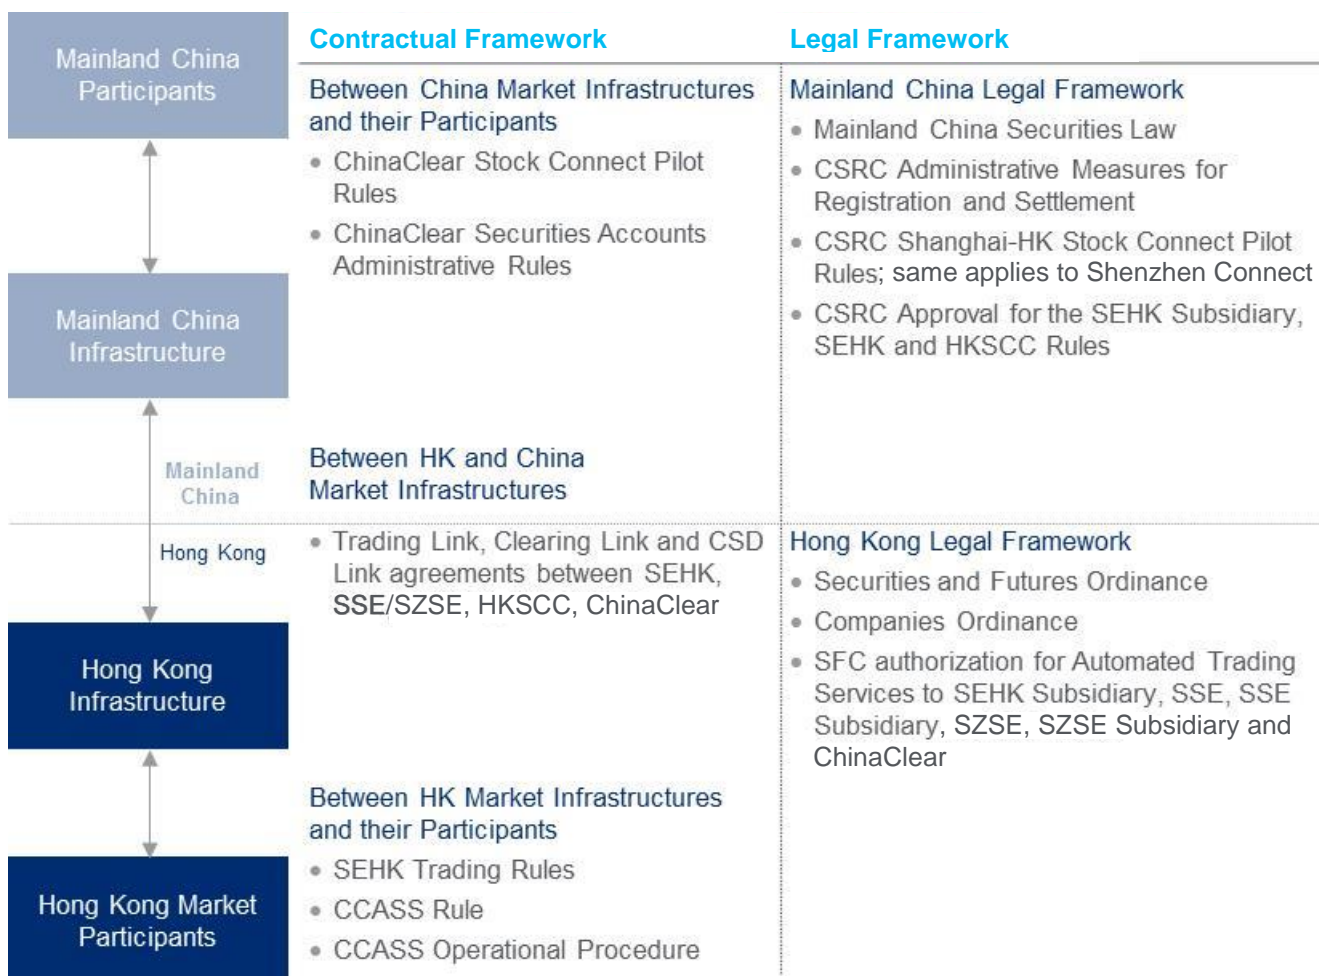 Mainland China
Participants
Mainland China
Infrastructure
Mainland
China
Hong Kong
Hong Kong
Infrastructure
Hong Kong Market
Participants
Contractual Framework
Between China Market Infrastructures
and their Participants
• ChinaClear Stock Connect Pilot
Rules
• ChinaClear Securities Accounts
Administrative Rules
Between HK and China
Market Infrastructures
• Trading Link, Clearing Link and CSD
Link agreements between SEHK,
SSE/SZSE, HKSCC, ChinaClear
Between HK Market Infrastructures
and their Participants
• SEHK Trading Rules
• CCASS Rule
• CCASS Operational Procedure
Legal Framework
Mainland China Legal Framework
• Mainland China Securities Law
• CSRC Administrative Measures for
Registration and Settlement
• CSRC Shanghai-HK Stock Connect Pilot
Rules; same applies to Shenzhen Connect
• CSRC Approval for the SEHK Subsidiary,
SEHK and HKSCC Rules
Hong Kong Legal Framework
• Securities and Futures Ordinance
• Companies Ordinance
• SFC authorization for Automated Trading
Services to SEHK Subsidiary, SSE, SSE
Subsidiary, SZSE, SZSE Subsidiary and
ChinaClear